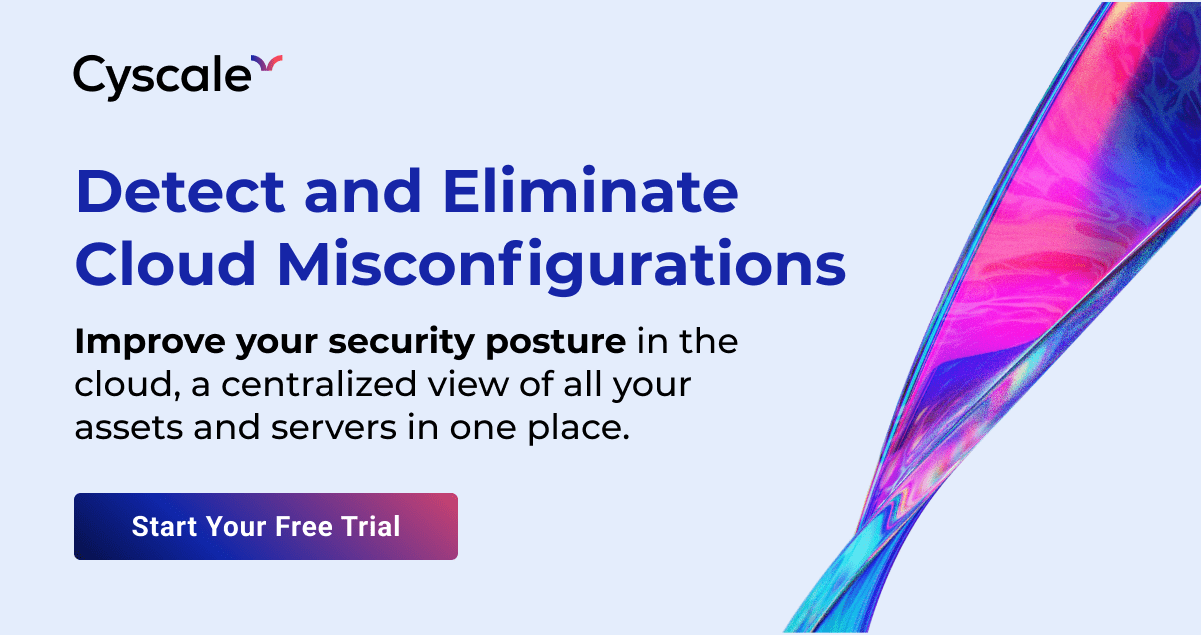 Cyscale
Detect and Eliminate
Cloud Misconfigurations
Improve your security posture in the
cloud, a centralized view of all your
assets and servers in one place.
Start Your Free Trial